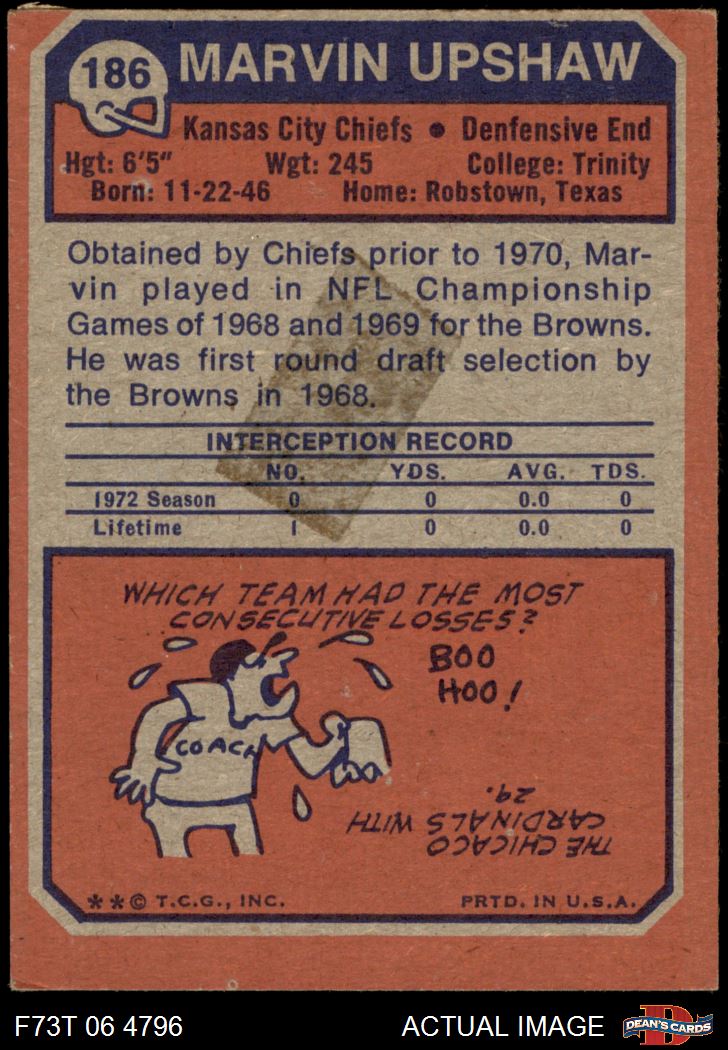 186 MARVIN UPSHAW
Kansas City Chiefs • Denfensive End
Hgt: 6'5" Wgt: 245 College: Trinity
Born: 11-22-46 Home: Robstown, Texas
Obtained by Chiefs prior to 1970, Mar-
vin played in NFL Championship
Games of 1968 and 1969 for the Browns.
He was first round draft selection by
the Browns in 1968.
INTERCEPTION RECORD
NO. YDS. AVG. TDS.
1972 Season 0 0 0.0 0
Lifetime 1 0 0.0 0
WHICH TEAM HAD THE MOST
CONSECUTIVE LOSSES?
BOO
HOO!
COACH
THE CHICAGO
CARDINALS WITH
29.
**© T.C.G., INC. PRTD. IN U.S.A.
F73T 06 4796 ACTUAL IMAGE D DEAN'S CARDS